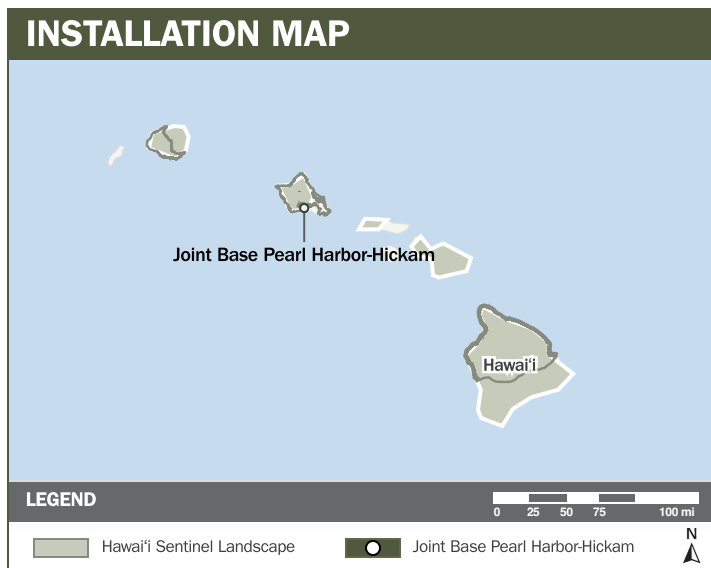 INSTALLATION MAP
Joint Base Pearl Harbor-Hickam
Hawai‘i
LEGEND
0 25 50 75 100 mi
Hawai‘i Sentinel Landscape
Joint Base Pearl Harbor-Hickam
N